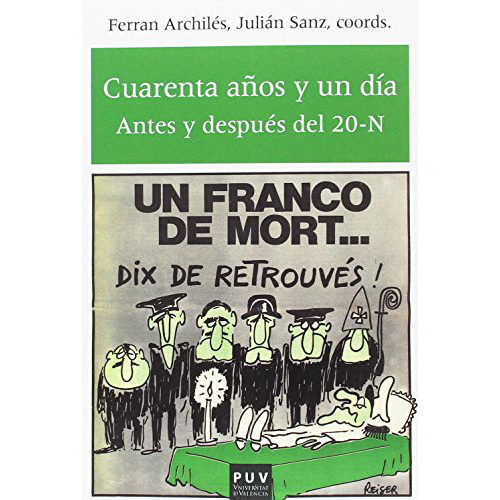 Ferran Archilés, Julián Sanz, coords.
Cuarenta años y un día
Antes y después del 20-N
UN FRANCO
DE MORT...
DIX DE RETROUVÉS !
REISER
PUV
UNIVERSITAT
DE VALÈNCIA